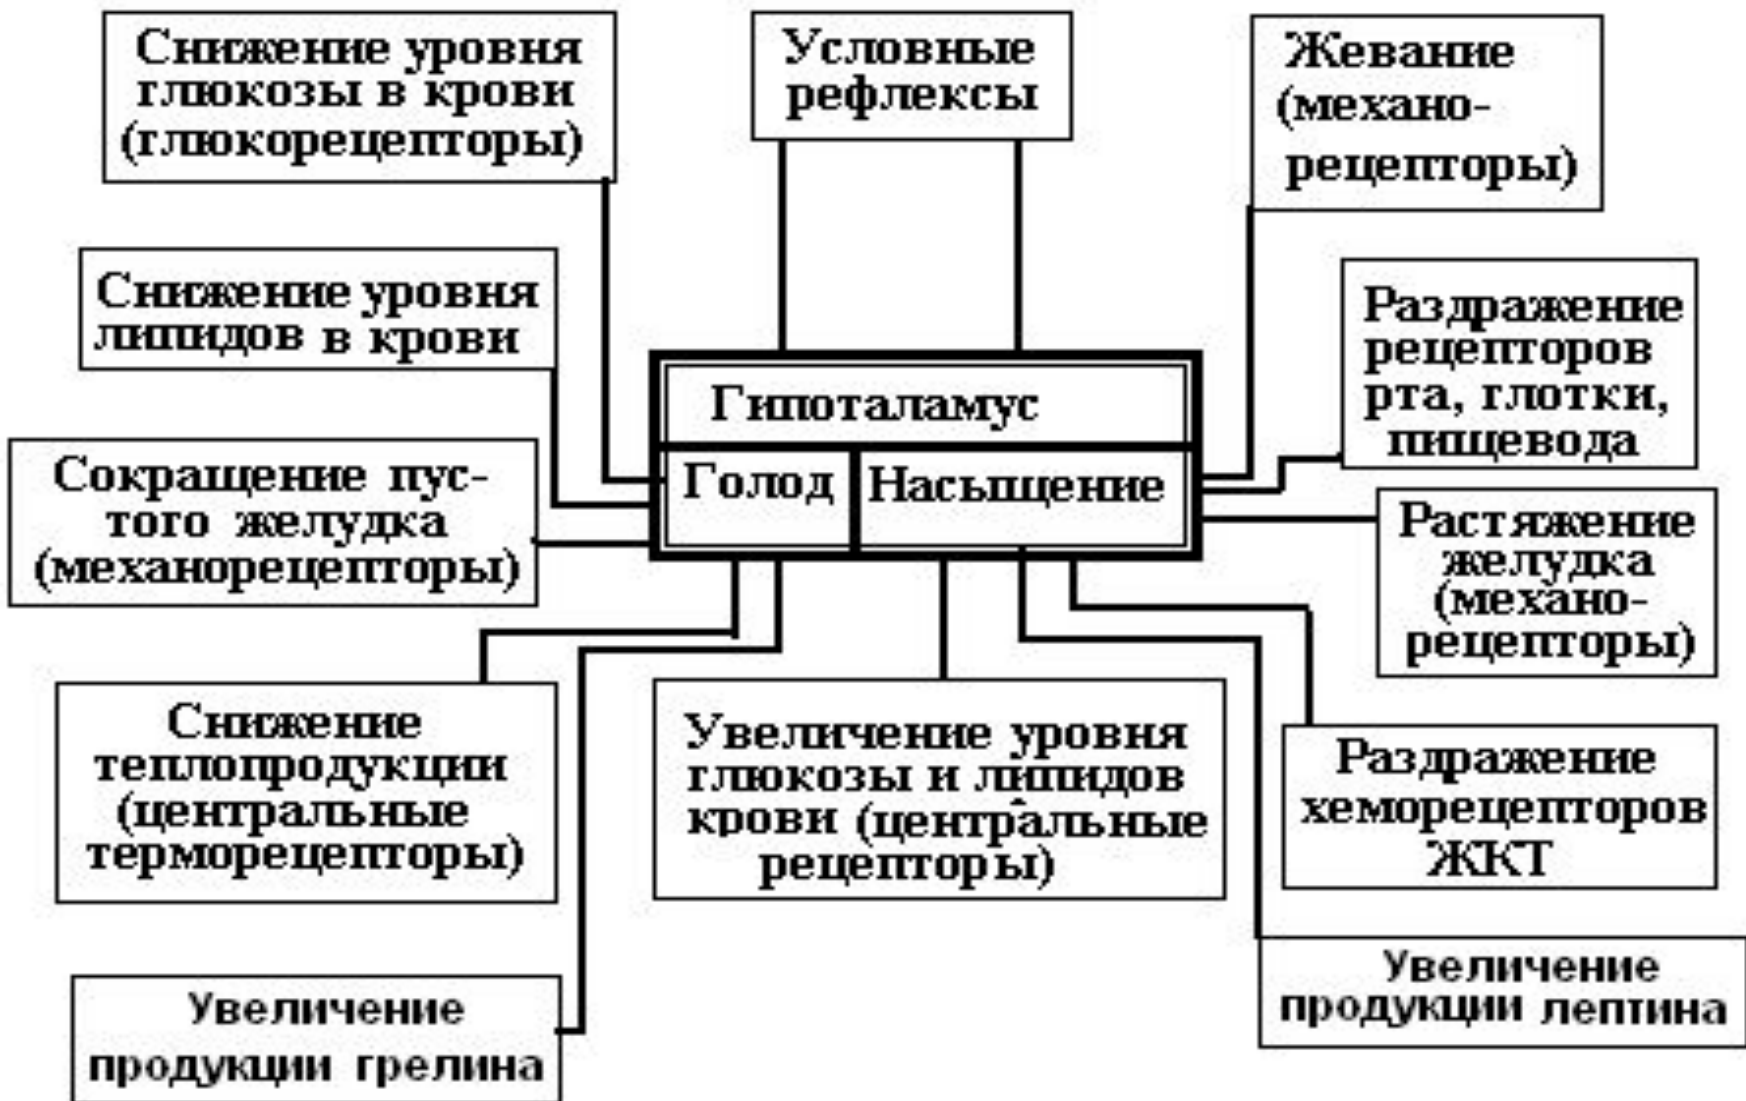 Снижение уровня
глюкозы в крови
(глюкорецепторы)
Условные
рефлексы
Жевание
(механо-
рецепторы)
Снижение уровня
липидов в крови
Раздражение
рецепторов
рта, глотки,
пищевода
Гипоталамус
Голод
Насыщение
Сокращение пус-
того желудка
(механорецепторы)
Растяжение
желудка
(механо-
рецепторы)
Снижение
теплопродукции
(центральные
терморецепторы)
Увеличение уровня
глюкозы и липидов
крови (центральные
рецепторы)
Раздражение
хеморецепторов
ЖКТ
Увеличение
продукции грелина
Увеличение
продукции лептина